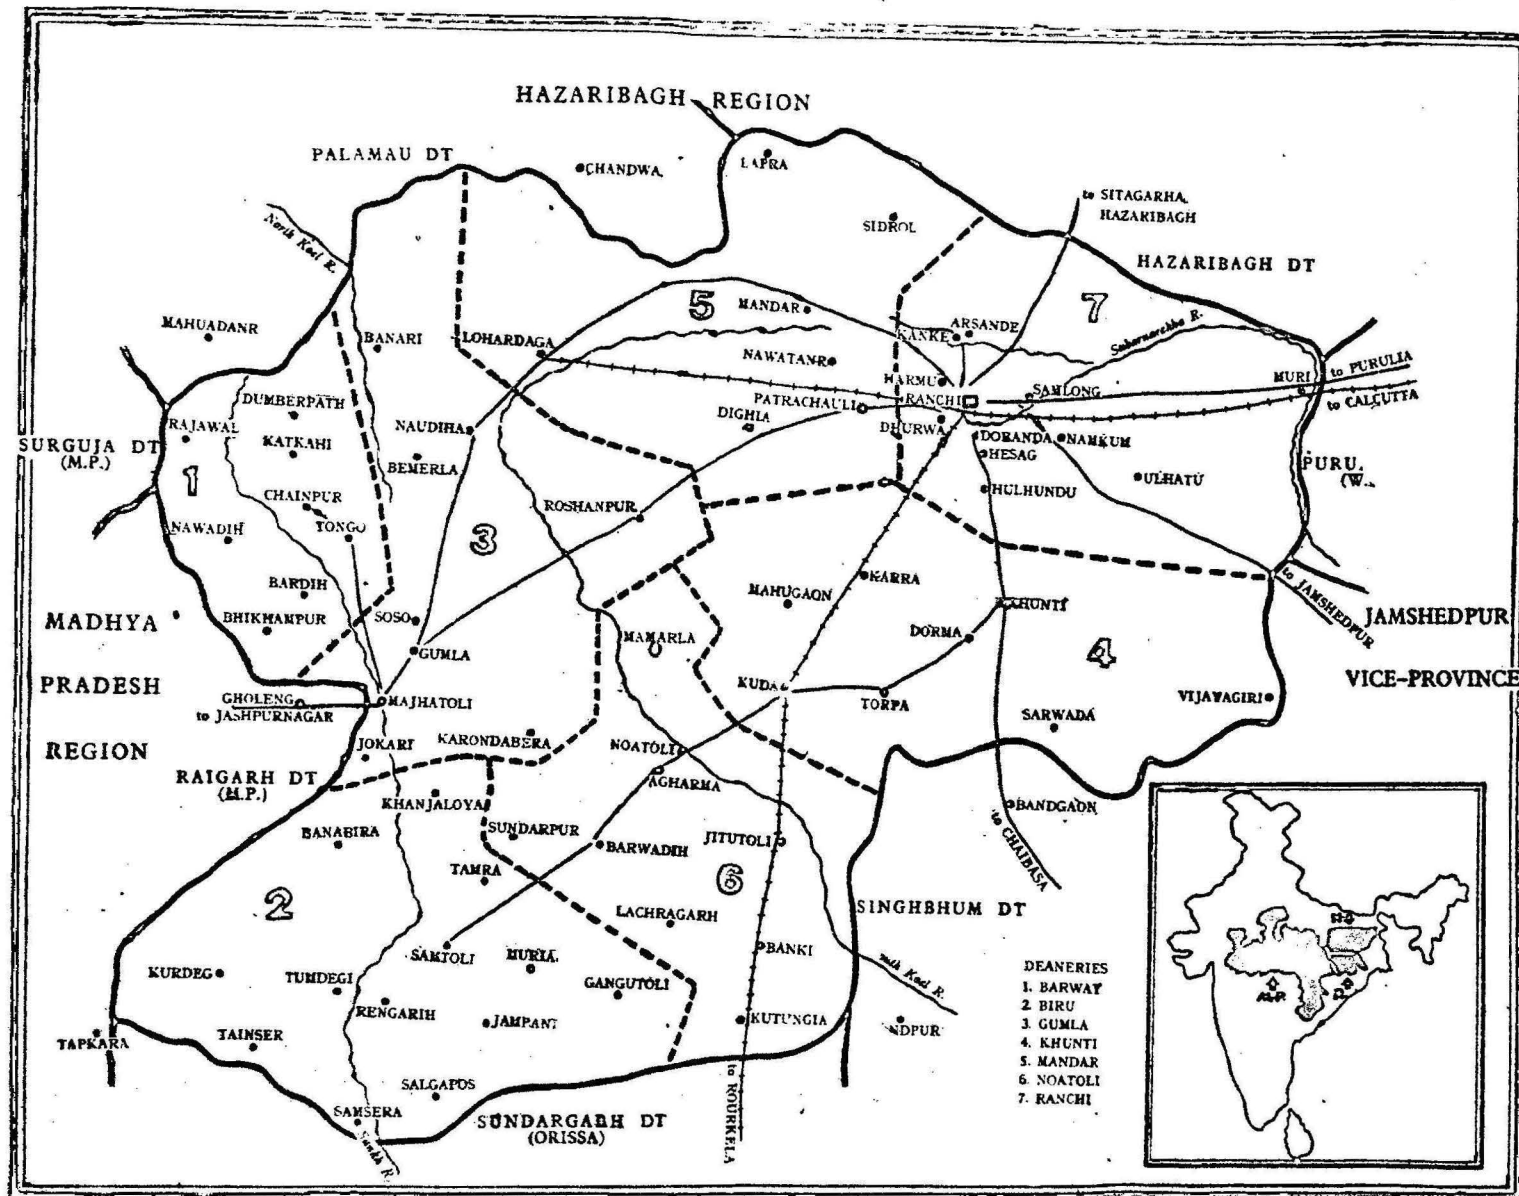 HAZARIBAGH REGION
PALAMAU DT
CHANDWA.
LAPRA
to SITAGARHA,
HAZARIBAGH
SIDROL
North Koel R.
HAZARIBAGH DT
MAHUADANR
BANARI
LOHARDAGA
5
MANDAR
KANKE
ARSANDE
7
Subarnarekha R.
NAWATANR
HARMU
RANCHI
SAMLONG
MURI
to PURULIA
to CALCUTTA
DUMBERPATH
PATRACHAULI
DIGHIA
DHURWA
RAJAWAL
KATKAHI
NAUDIHA
DORANDA
NAMKUM
SURGUJA DT
(M.P.)
BEMERLA
HESAG
PURU.
(W.
1
CHAINPUR
HULHUNDU
ULHATU
NAWADIH
TONGO
3
ROSHANPUR
BARDIH
KARRA
to JAMSHEDPUR
MAHUGAON
KHUNTI
MADHYA
BHIKHAMPUR
SOSO
JAMSHEDPUR
GUMLA
MAMARLA
DORMA
4
PRADESH
KUDA
VICE-PROVINCE
GHOLENG
to JASHPURNAGAR
MAJHATOLI
TORPA
VIJAYAGIRI
SARWADA
REGION
JOKARI
KARONDABERA
NOATOLI
RAIGARH DT
(M.P.)
AGHARMA
KHANJALOYA
BANDGAON
to CHAIBASA
BANABIRA
SUNDARPUR
BARWADIH
JITUTOLI
TAMRA
6
2
LACHRAGARH
SINGHBHUM DT
SAMTOLI
MURIA.
BANKI
KURDEG
TUMDEGI
GANGUTOLI
uth Koel R.
RENGARIH
JAMPANI
KUTUNGIA
NDPUR
TAPKARA
TAINSER
SALGAPOS
to ROURKELA
SAMSERA
SUNDARGARH DT
(ORISSA)
Sankh R.
DEANERIES
1. BARWAY
2. BIRU
3. GUMLA
4. KHUNTI
5. MANDAR
6. NOATOLI
7. RANCHI
M.P.